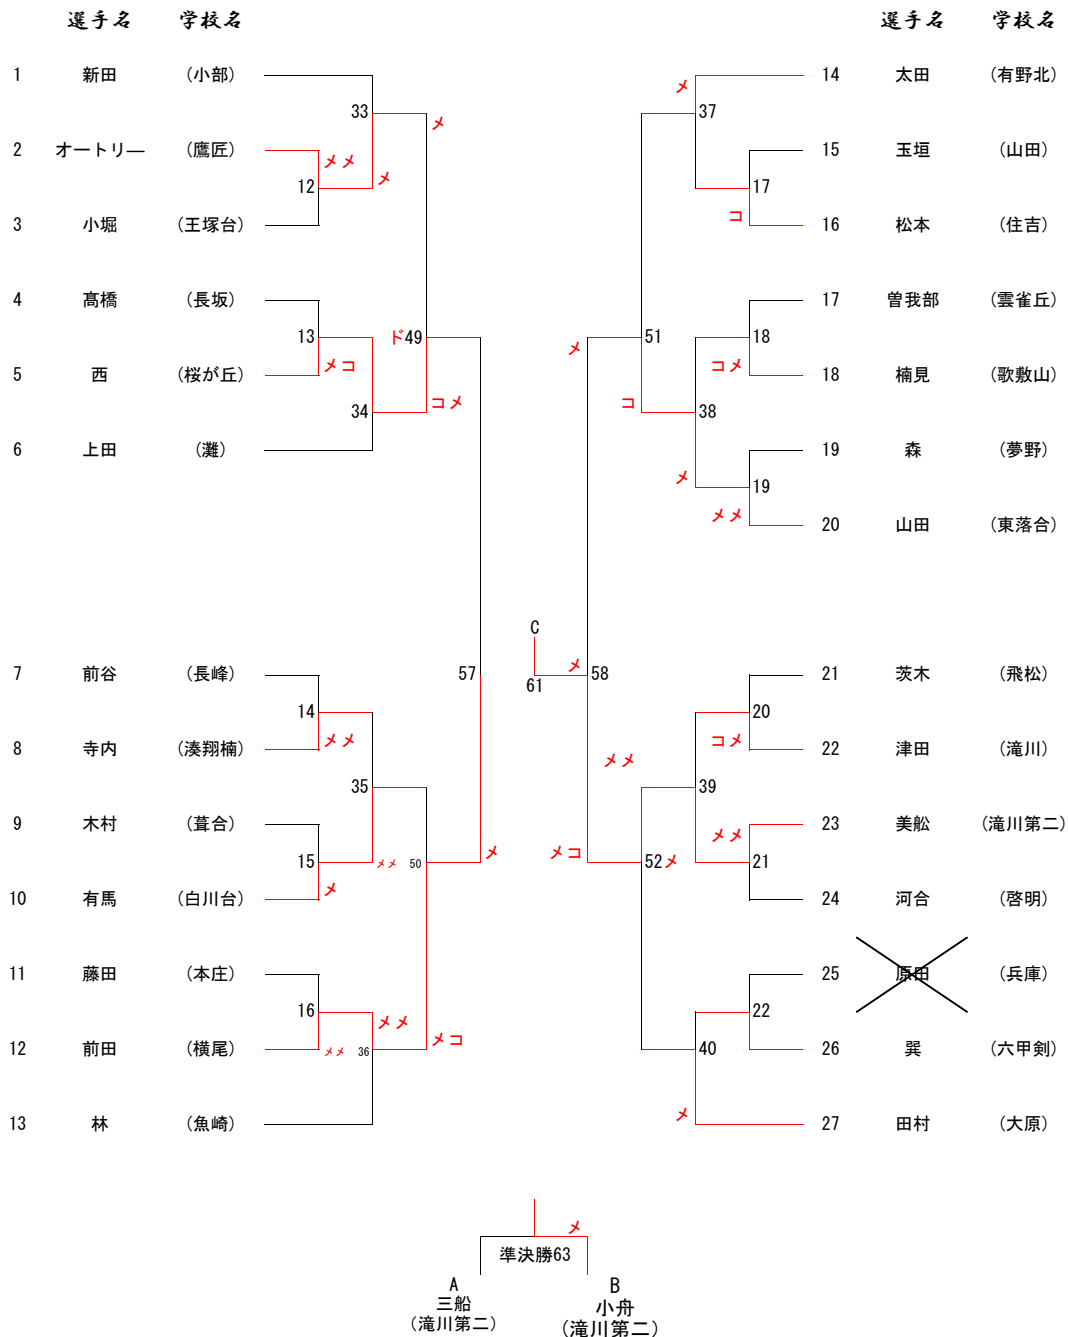 選手名 学校名 選手名 学校名
1 新田 (小部) 14 太田 (有野北)
メ
33 37
メ
2 オートリ― (鷹匠) 15 玉垣 (山田)
メメ
メ
12 17
コ
3 小堀 (王塚台) 16 松本 (住吉)
4 髙橋 (長坂) 17 曽我部 (雲雀丘)
13 ド49 51 18
メ
メコ コメ
5 西 (桜が丘) 18 楠見 (歌敷山)
コメ コ
34 38
6 上田 (灘) 19 森 (夢野)
メ
19
メメ
20 山田 (東落合)
C
メ
7 前谷 (長峰) 57 61 58 21 茨木 (飛松)
14 20
メメ コメ
8 寺内 (湊翔楠) 22 津田 (滝川)
メメ
35 39
9 木村 (葺合) 23 美舩 (滝川第二)
メメ
メ メコ
15 メメ 50 52メ 21
メ
10 有馬 (白川台) 24 河合 (啓明)
11 藤田 (本庄) 25 原田 (兵庫)
16 22
メメ
メコ
12 前田 (横尾) メメ 36 40 26 巽 (六甲剣)
メ
13 林 (魚崎) 27 田村 (大原)
メ
準決勝63
A B
三船 小舟
(滝川第二) (滝川第二)